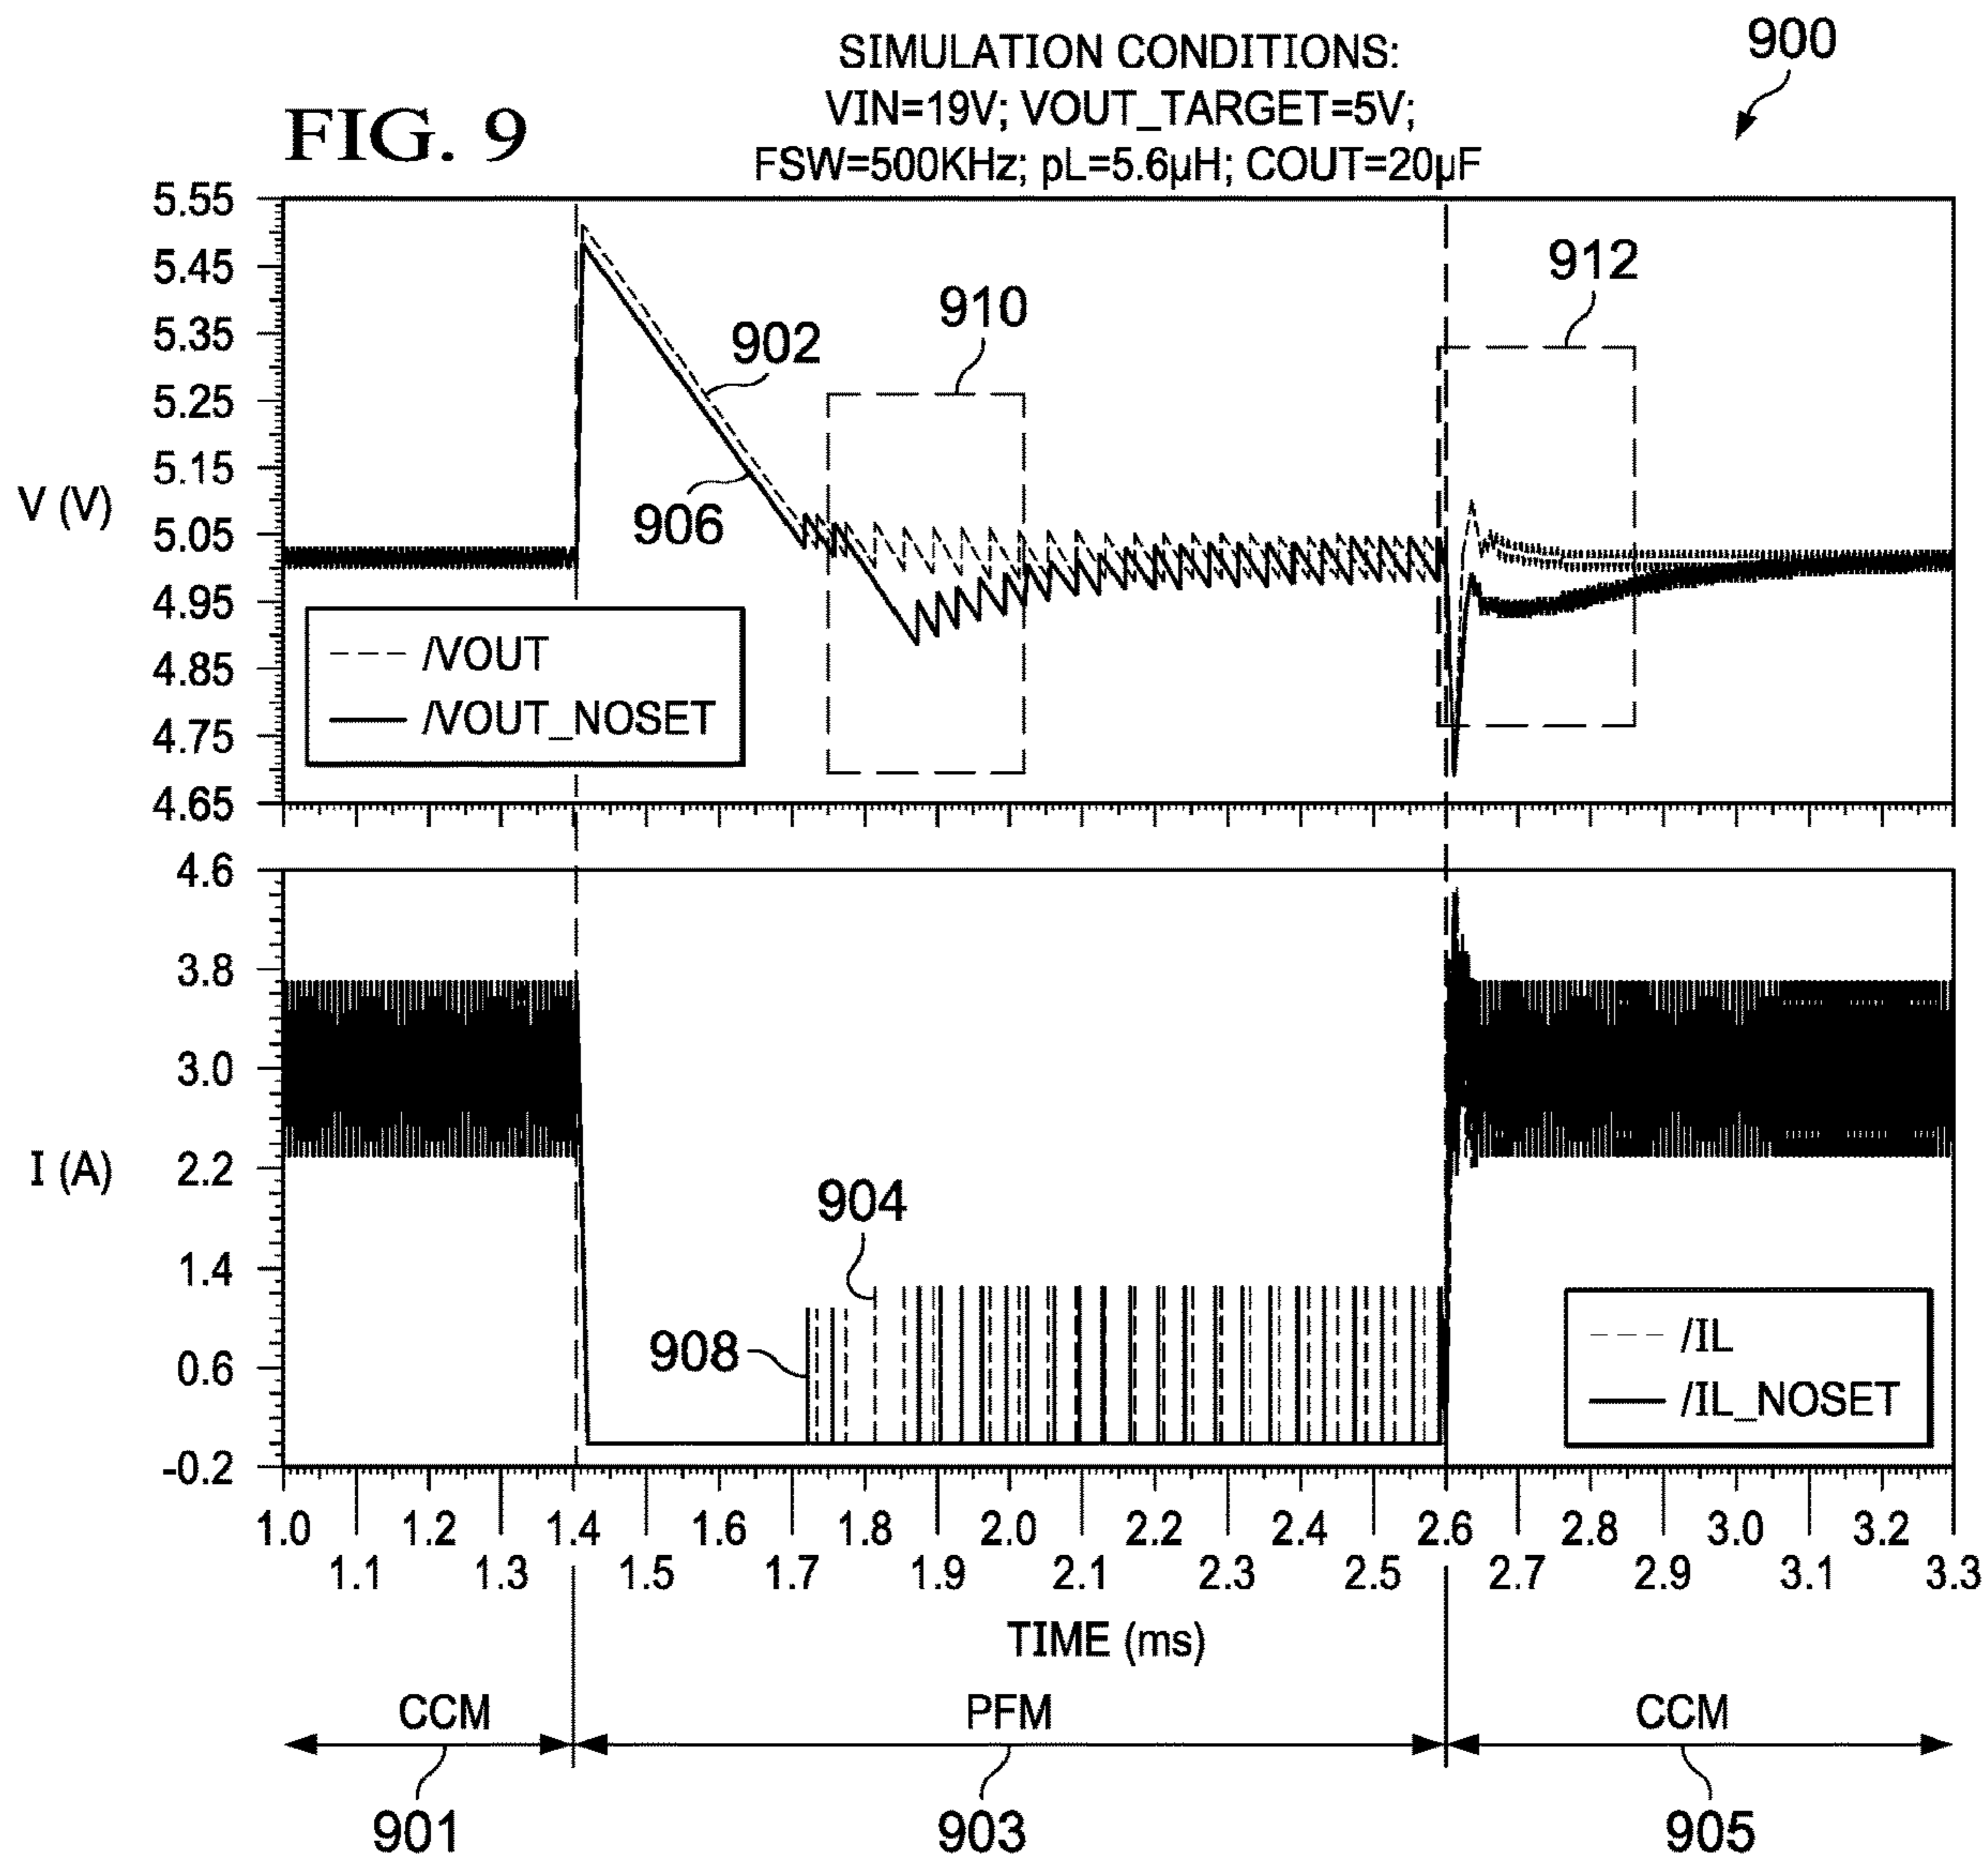 900
SIMULATION CONDITIONS:
VIN=19V; VOUT_TARGET=5V;
FSW=500KHz; pL=5.6µH; COUT=20µF
FIG. 9
5.55
5.45
5.35
5.25
5.15
5.05
4.95
4.85
4.75
4.65
V (V)
902
906
910
912
/VOUT
/VOUT_NOSET
4.6
3.8
3.0
2.2
1.4
0.6
-0.2
I (A)
904
908
/IL
/IL_NOSET
1.0 1.2 1.4 1.6 1.8 2.0 2.2 2.4 2.6 2.8 3.0 3.2
1.1 1.3 1.5 1.7 1.9 2.1 2.3 2.5 2.7 2.9 3.1 3.3
TIME (ms)
CCM PFM CCM
901 903 905